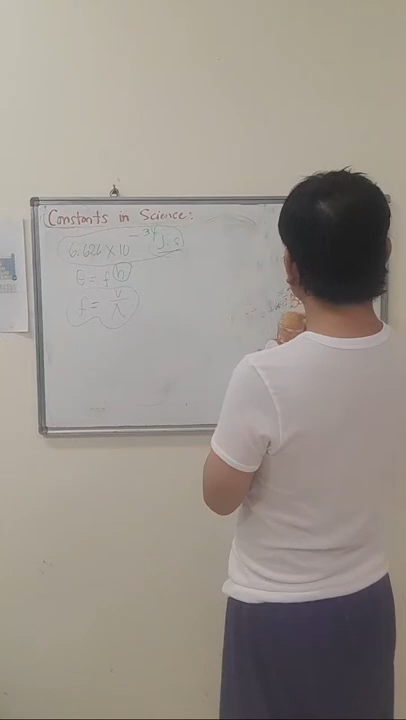 Constants in Science:
6.626 × 10⁻³⁴ J.s
E = f h
f = v/λ